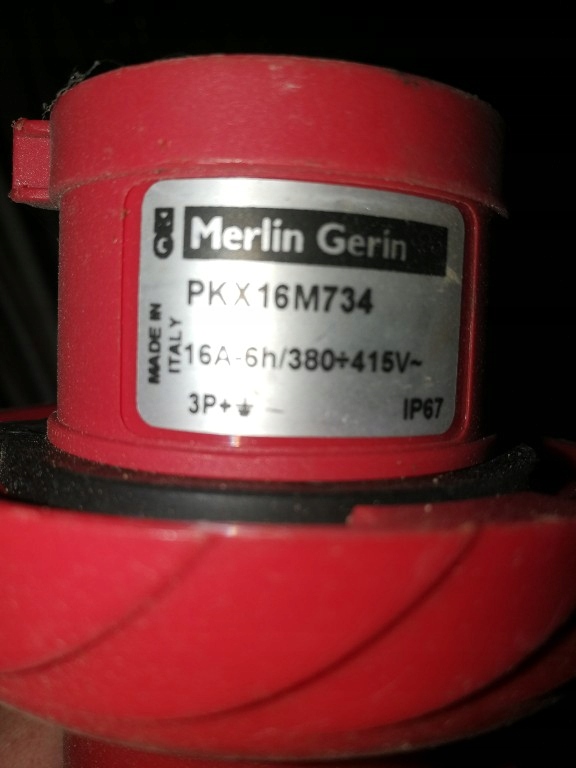 Merlin Gerin
PKX16M734
MADE IN
ITALY
16A-6h/380÷415V~
3P+⏚
IP67